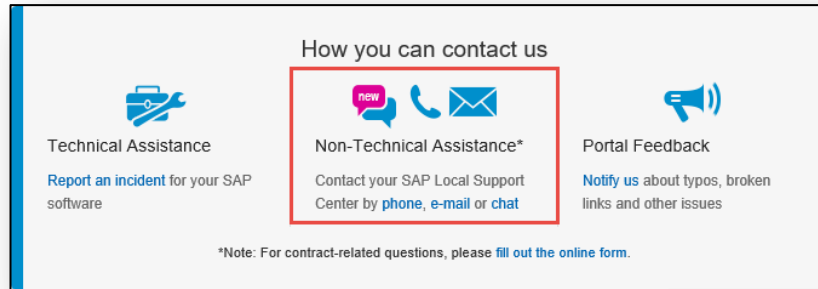 How you can contact us
new
Technical Assistance
Report an incident for your SAP
software
Non-Technical Assistance*
Contact your SAP Local Support
Center by phone, e-mail or chat
Portal Feedback
Notify us about typos, broken
links and other issues
*Note: For contract-related questions, please fill out the online form.